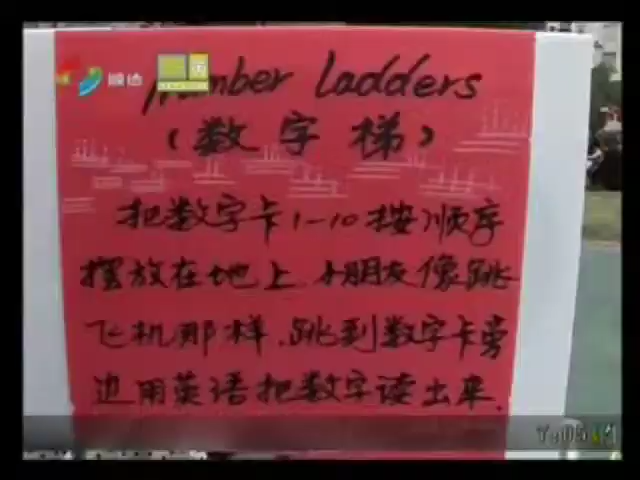 Number Ladders
(数字梯)
把数字卡1-10按顺序
摆放在地上 小朋友像跳
飞机那样.跳到数字卡旁
边用英语把数字读出来.